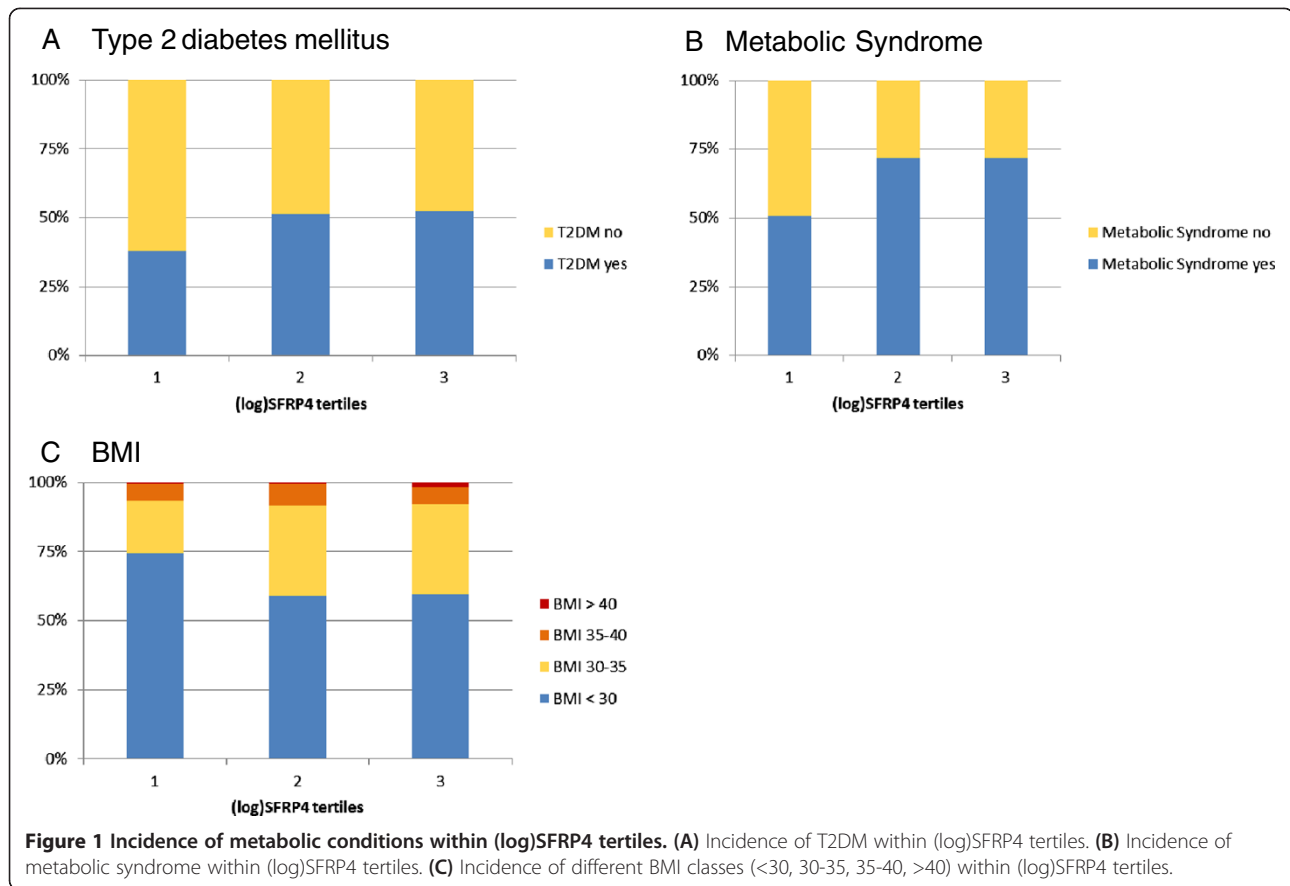 A Type 2 diabetes mellitus
100%
75%
50%
25%
0%
1 2 3
(log)SFRP4 tertiles
T2DM no
T2DM yes
B Metabolic Syndrome
100%
75%
50%
25%
0%
1 2 3
(log)SFRP4 tertiles
Metabolic Syndrome no
Metabolic Syndrome yes
C BMI
100%
75%
50%
25%
0%
1 2 3
(log)SFRP4 tertiles
BMI > 40
BMI 35-40
BMI 30-35
BMI < 30
Figure 1 Incidence of metabolic conditions within (log)SFRP4 tertiles. (A) Incidence of T2DM within (log)SFRP4 tertiles. (B) Incidence of
metabolic syndrome within (log)SFRP4 tertiles. (C) Incidence of different BMI classes (<30, 30-35, 35-40, >40) within (log)SFRP4 tertiles.